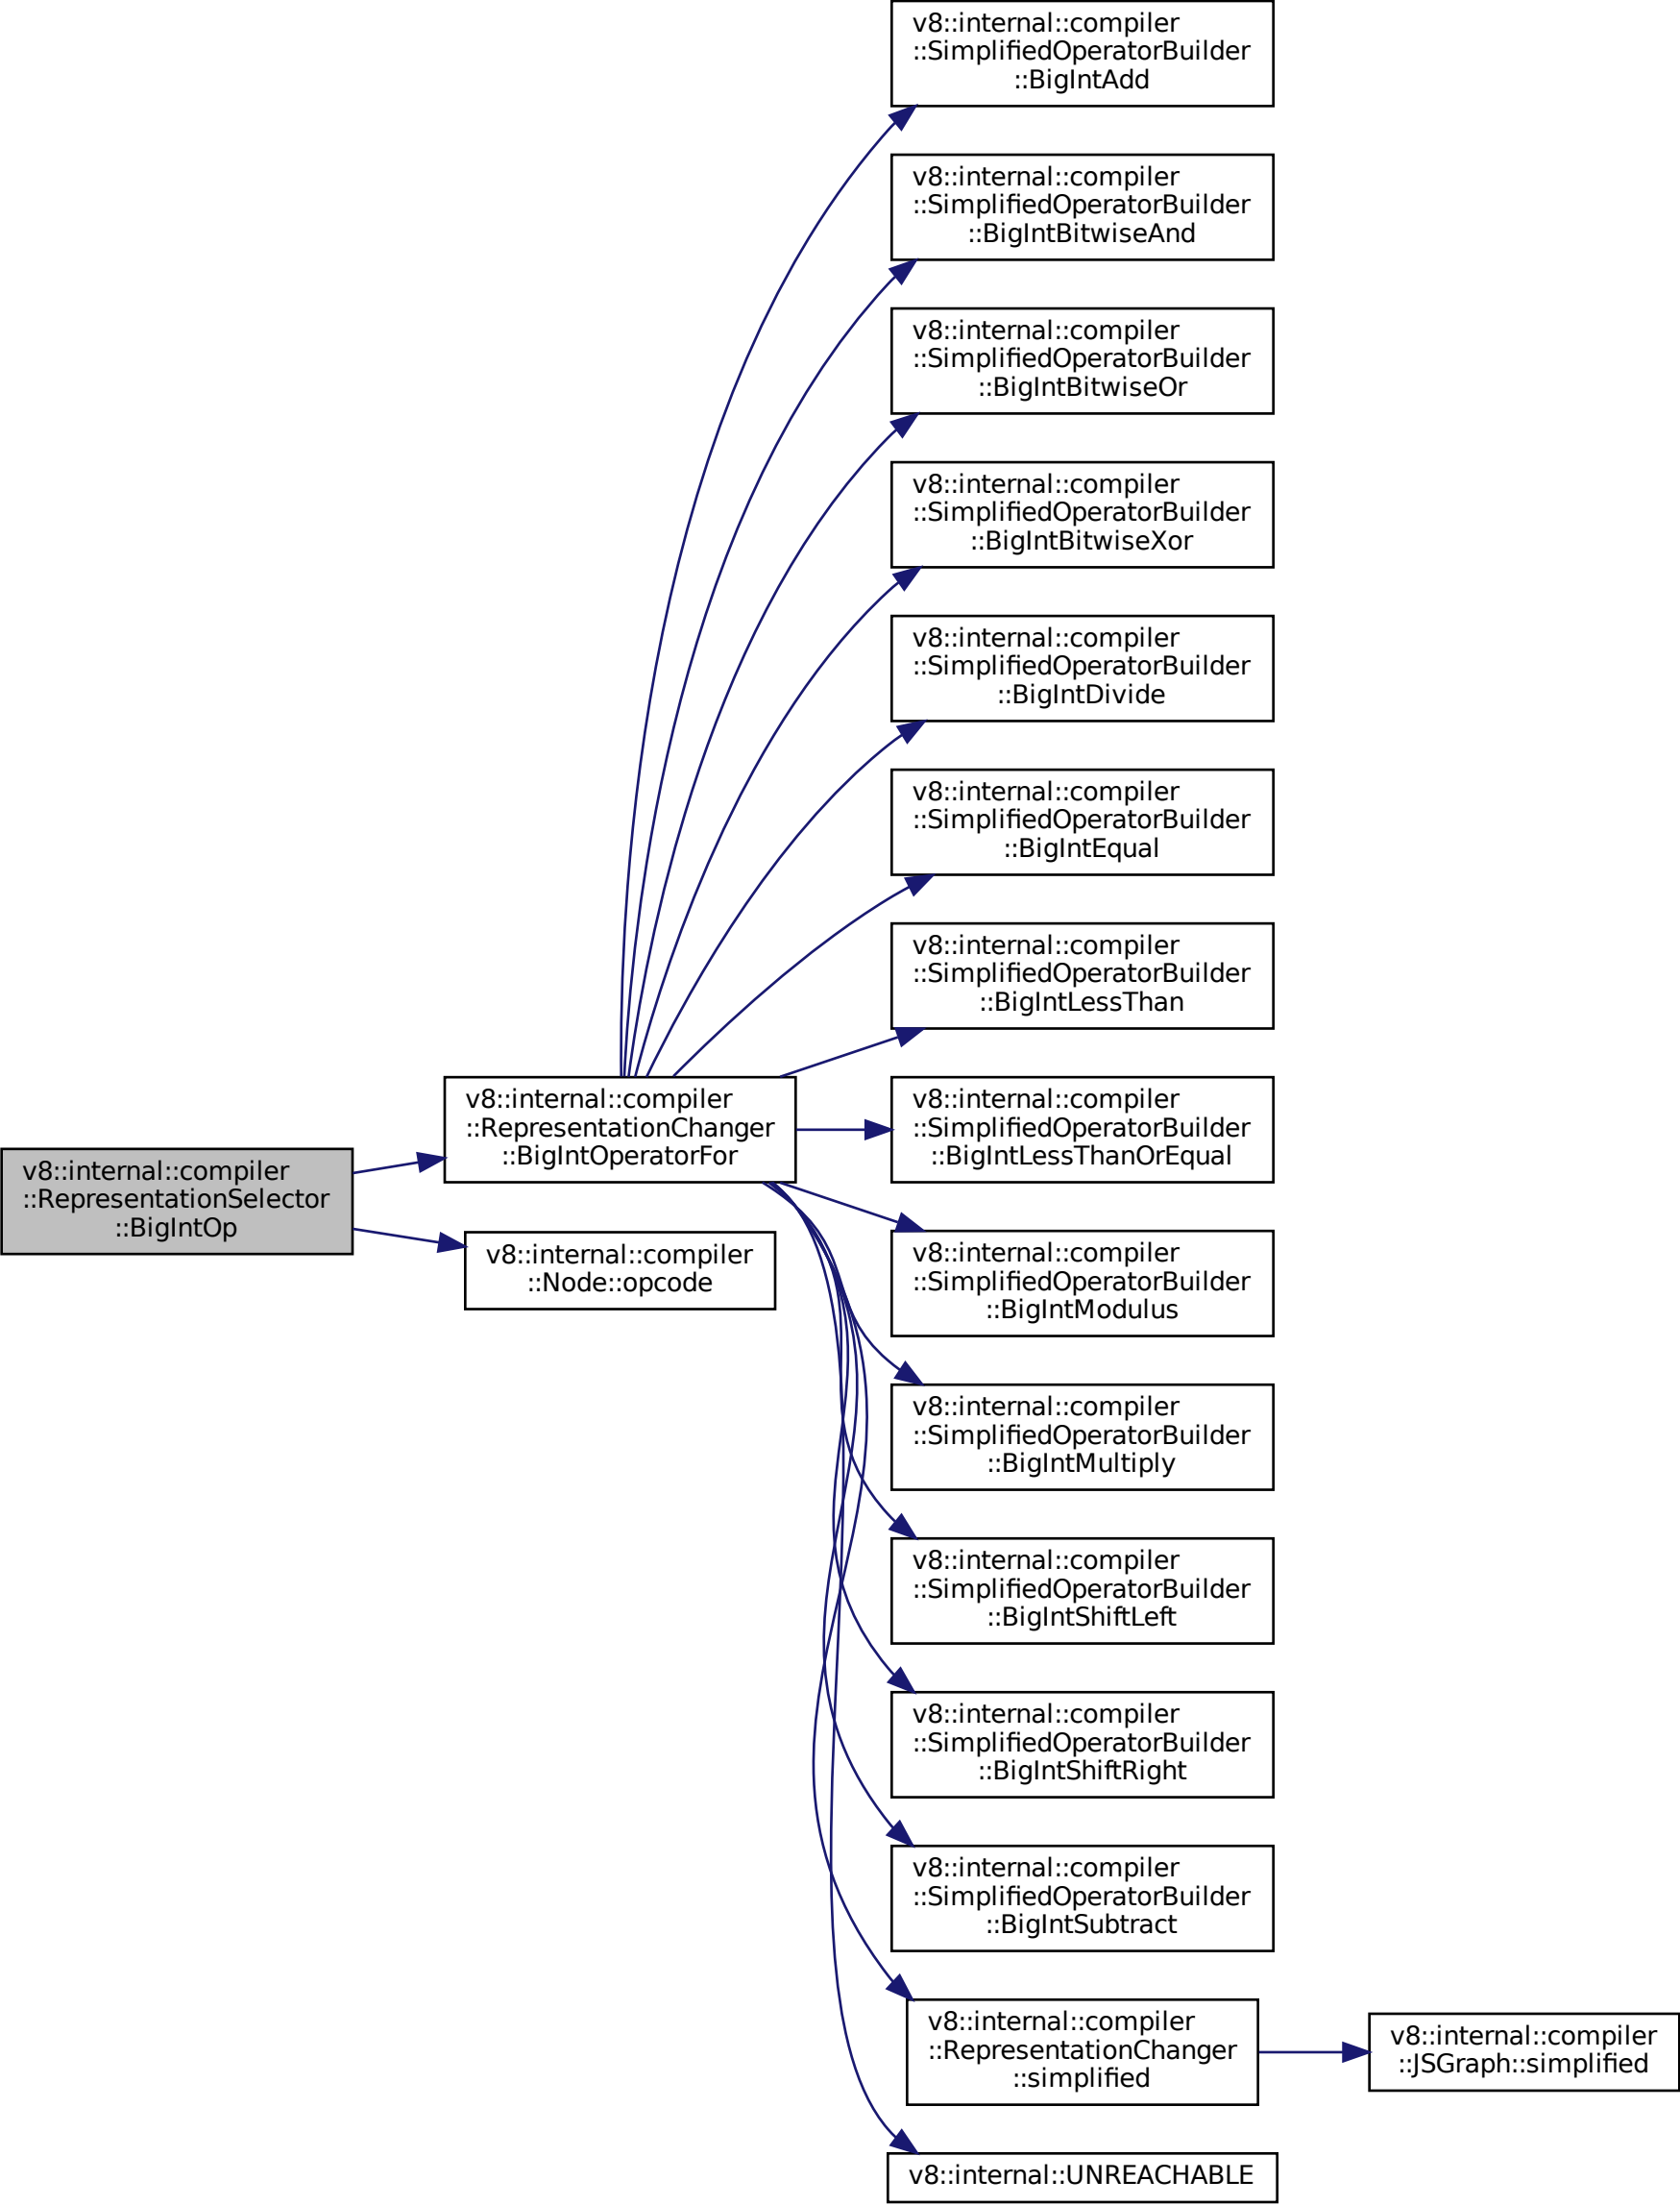 v8::internal::compiler
::RepresentationSelector
::BigIntOp
v8::internal::compiler
::RepresentationChanger
::BigIntOperatorFor
v8::internal::compiler
::Node::opcode
v8::internal::compiler
::SimplifiedOperatorBuilder
::BigIntAdd
v8::internal::compiler
::SimplifiedOperatorBuilder
::BigIntBitwiseAnd
v8::internal::compiler
::SimplifiedOperatorBuilder
::BigIntBitwiseOr
v8::internal::compiler
::SimplifiedOperatorBuilder
::BigIntBitwiseXor
v8::internal::compiler
::SimplifiedOperatorBuilder
::BigIntDivide
v8::internal::compiler
::SimplifiedOperatorBuilder
::BigIntEqual
v8::internal::compiler
::SimplifiedOperatorBuilder
::BigIntLessThan
v8::internal::compiler
::SimplifiedOperatorBuilder
::BigIntLessThanOrEqual
v8::internal::compiler
::SimplifiedOperatorBuilder
::BigIntModulus
v8::internal::compiler
::SimplifiedOperatorBuilder
::BigIntMultiply
v8::internal::compiler
::SimplifiedOperatorBuilder
::BigIntShiftLeft
v8::internal::compiler
::SimplifiedOperatorBuilder
::BigIntShiftRight
v8::internal::compiler
::SimplifiedOperatorBuilder
::BigIntSubtract
v8::internal::compiler
::RepresentationChanger
::simplified
v8::internal::compiler
::JSGraph::simplified
v8::internal::UNREACHABLE